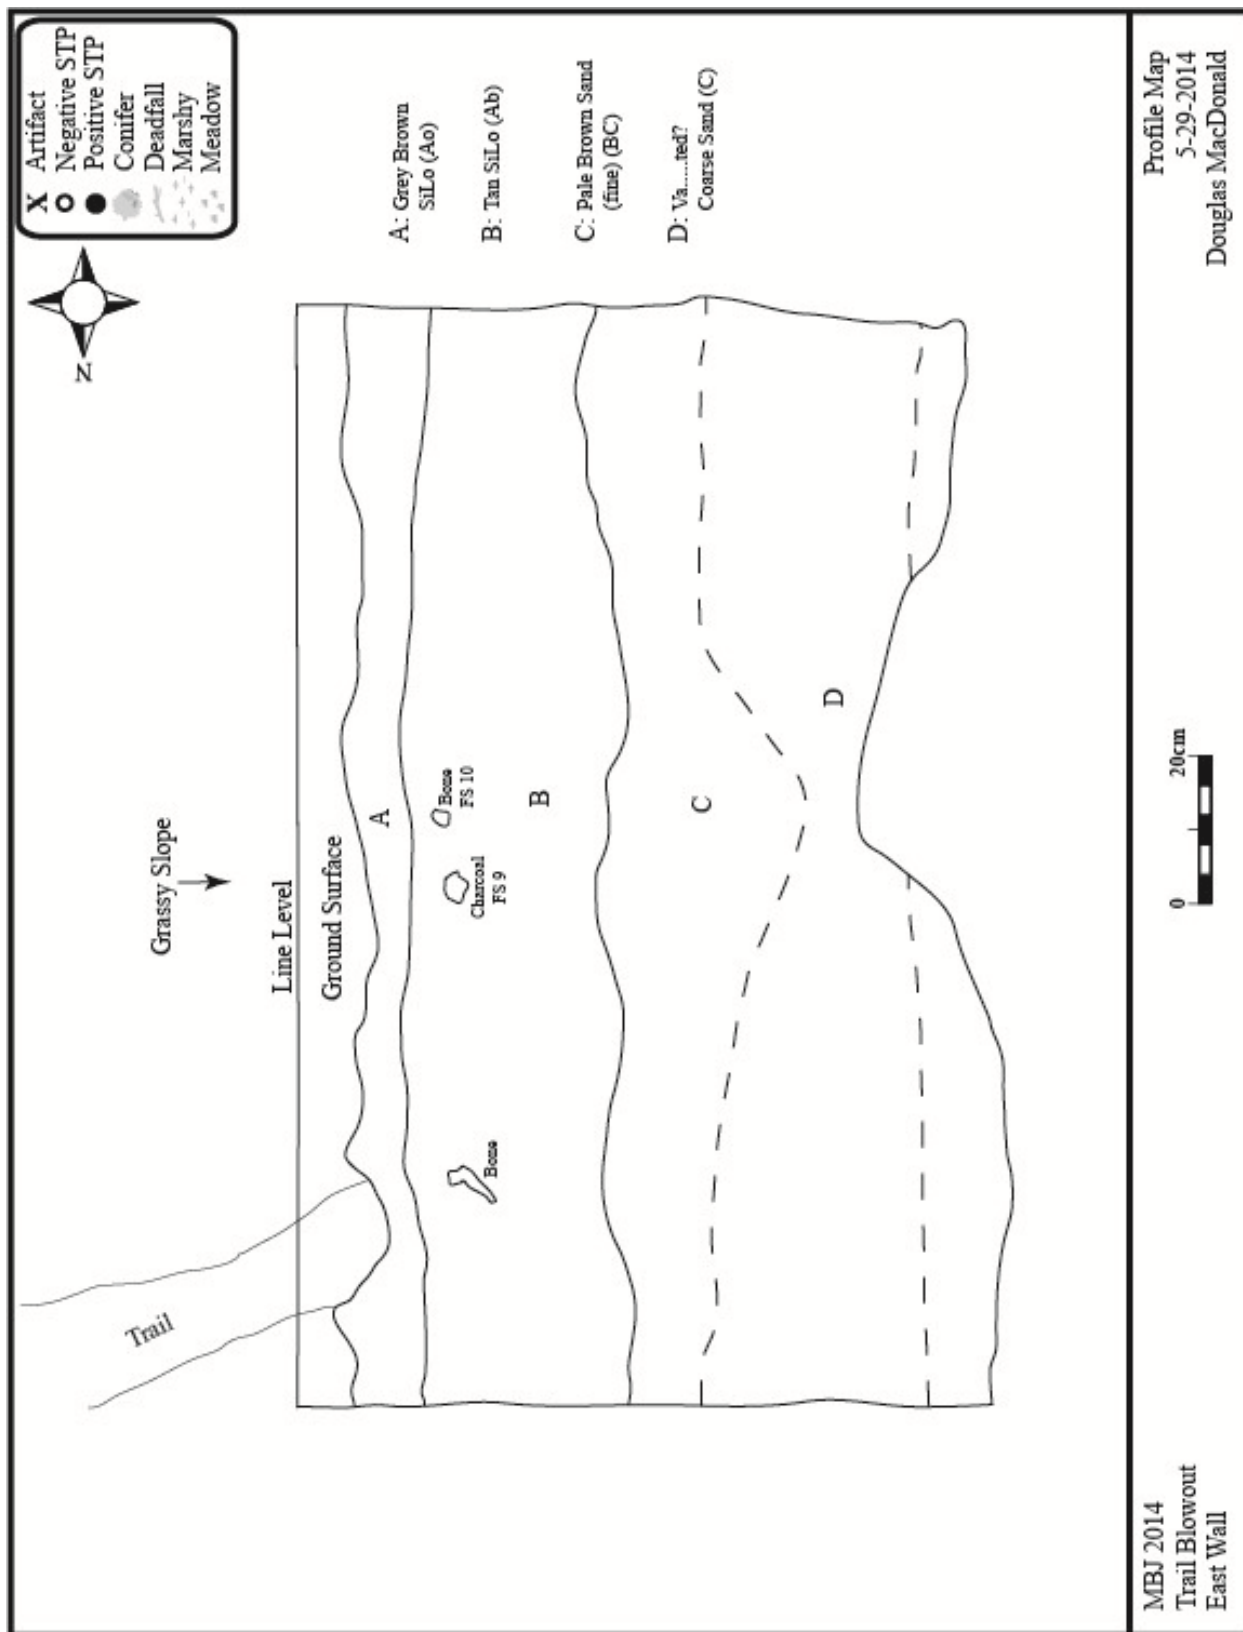 X Artifact
Negative STP
Positive STP
Conifer
Deadfall
Marshy
Meadow
N
Grassy Slope
Trail
Line Level
Ground Surface
A
Bone
FS 10
Charcoal
FS 9
Bone
B
C
D
A: Grey Brown
SiLo (Ao)
B: Tan SiLo (Ab)
C: Pale Brown Sand
(fine) (BC)
D: Va.....ted?
Coarse Sand (C)
0
20cm
MBJ 2014
Trail Blowout
East Wall
Profile Map
5-29-2014
Douglas MacDonald